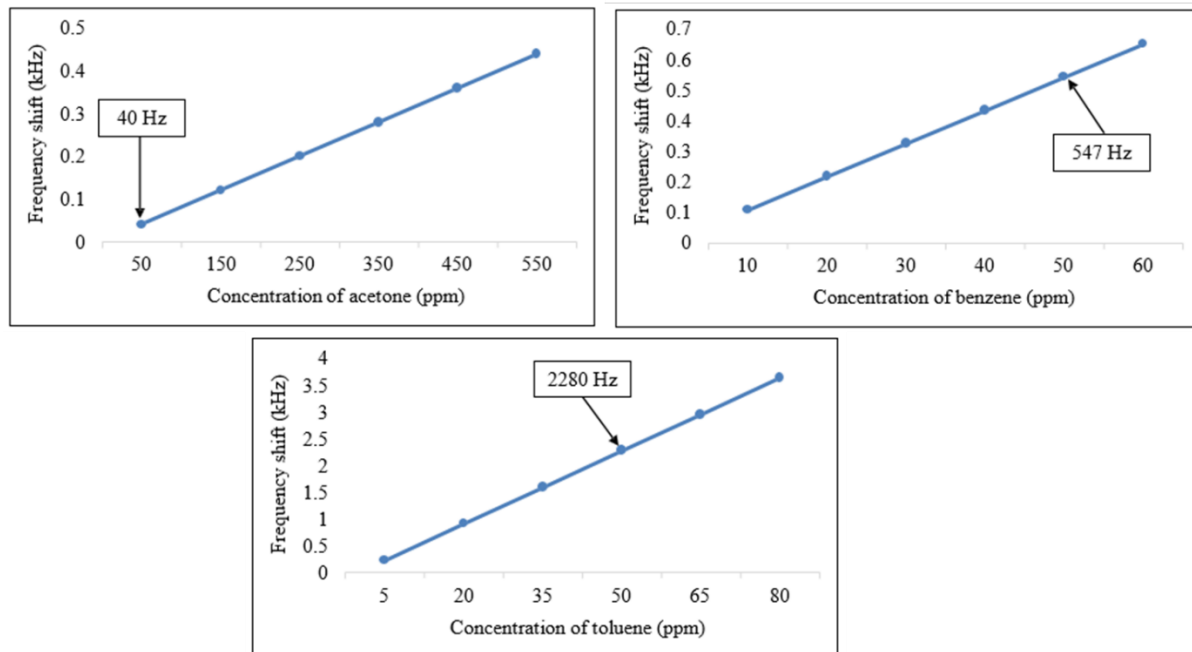 0.5
0.4
0.3
0.2
0.1
0
Frequency shift (kHz)
40 Hz
50 150 250 350 450 550
Concentration of acetone (ppm)
0.7
0.6
0.5
0.4
0.3
0.2
0.1
0
Frequency shift (kHz)
547 Hz
10 20 30 40 50 60
Concentration of benzene (ppm)
4
3.5
3
2.5
2
1.5
1
0.5
0
Frequency shift (kHz)
2280 Hz
5 20 35 50 65 80
Concentration of toluene (ppm)